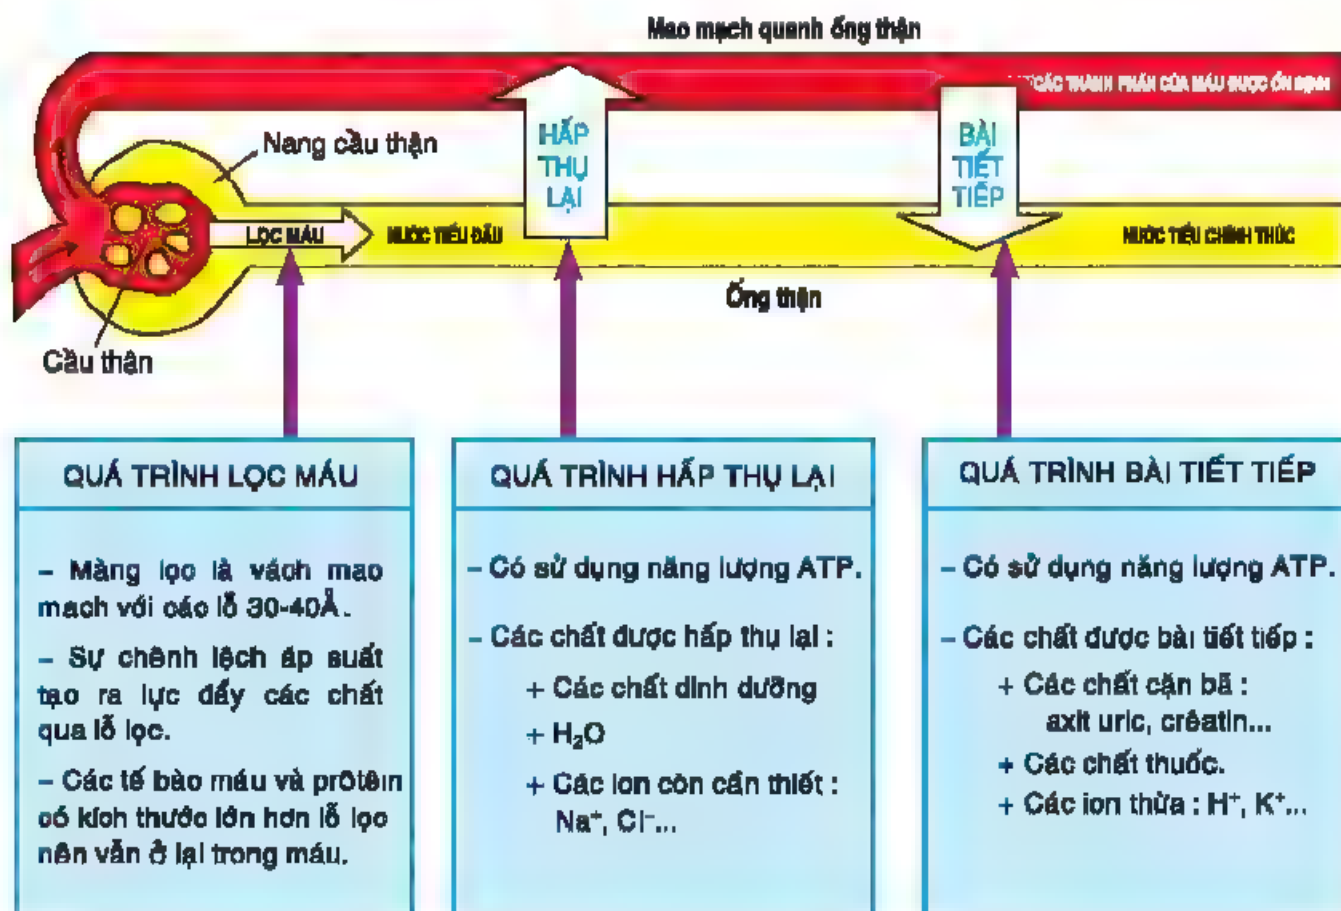 Mao mạch quanh ống thận
CÁC THÀNH PHẦN CỦA MÁU ĐƯỢC ỔN ĐỊNH
Nang cầu thận
HẤP
THỤ
LẠI
BÀI
TIẾT
TIẾP
LỌC MÁU
NƯỚC TIỂU ĐẦU
NƯỚC TIỂU CHÍNH THỨC
Ống thận
Cầu thận
QUÁ TRÌNH LỌC MÁU
– Màng lọc là vách mao
mạch với các lỗ 30-40Å.
– Sự chênh lệch áp suất
tạo ra lực đẩy các chất
qua lỗ lọc.
– Các tế bào máu và prôtêin
có kích thước lớn hơn lỗ lọc
nên vẫn ở lại trong máu.
QUÁ TRÌNH HẤP THỤ LẠI
– Có sử dụng năng lượng ATP.
– Các chất được hấp thụ lại :
+ Các chất dinh dưỡng
+ H₂O
+ Các ion còn cần thiết :
Na⁺, Cl⁻...
QUÁ TRÌNH BÀI TIẾT TIẾP
– Có sử dụng năng lượng ATP.
– Các chất được bài tiết tiếp :
+ Các chất cặn bã :
axit uric, crêatin...
+ Các chất thuốc.
+ Các ion thừa : H⁺, K⁺...